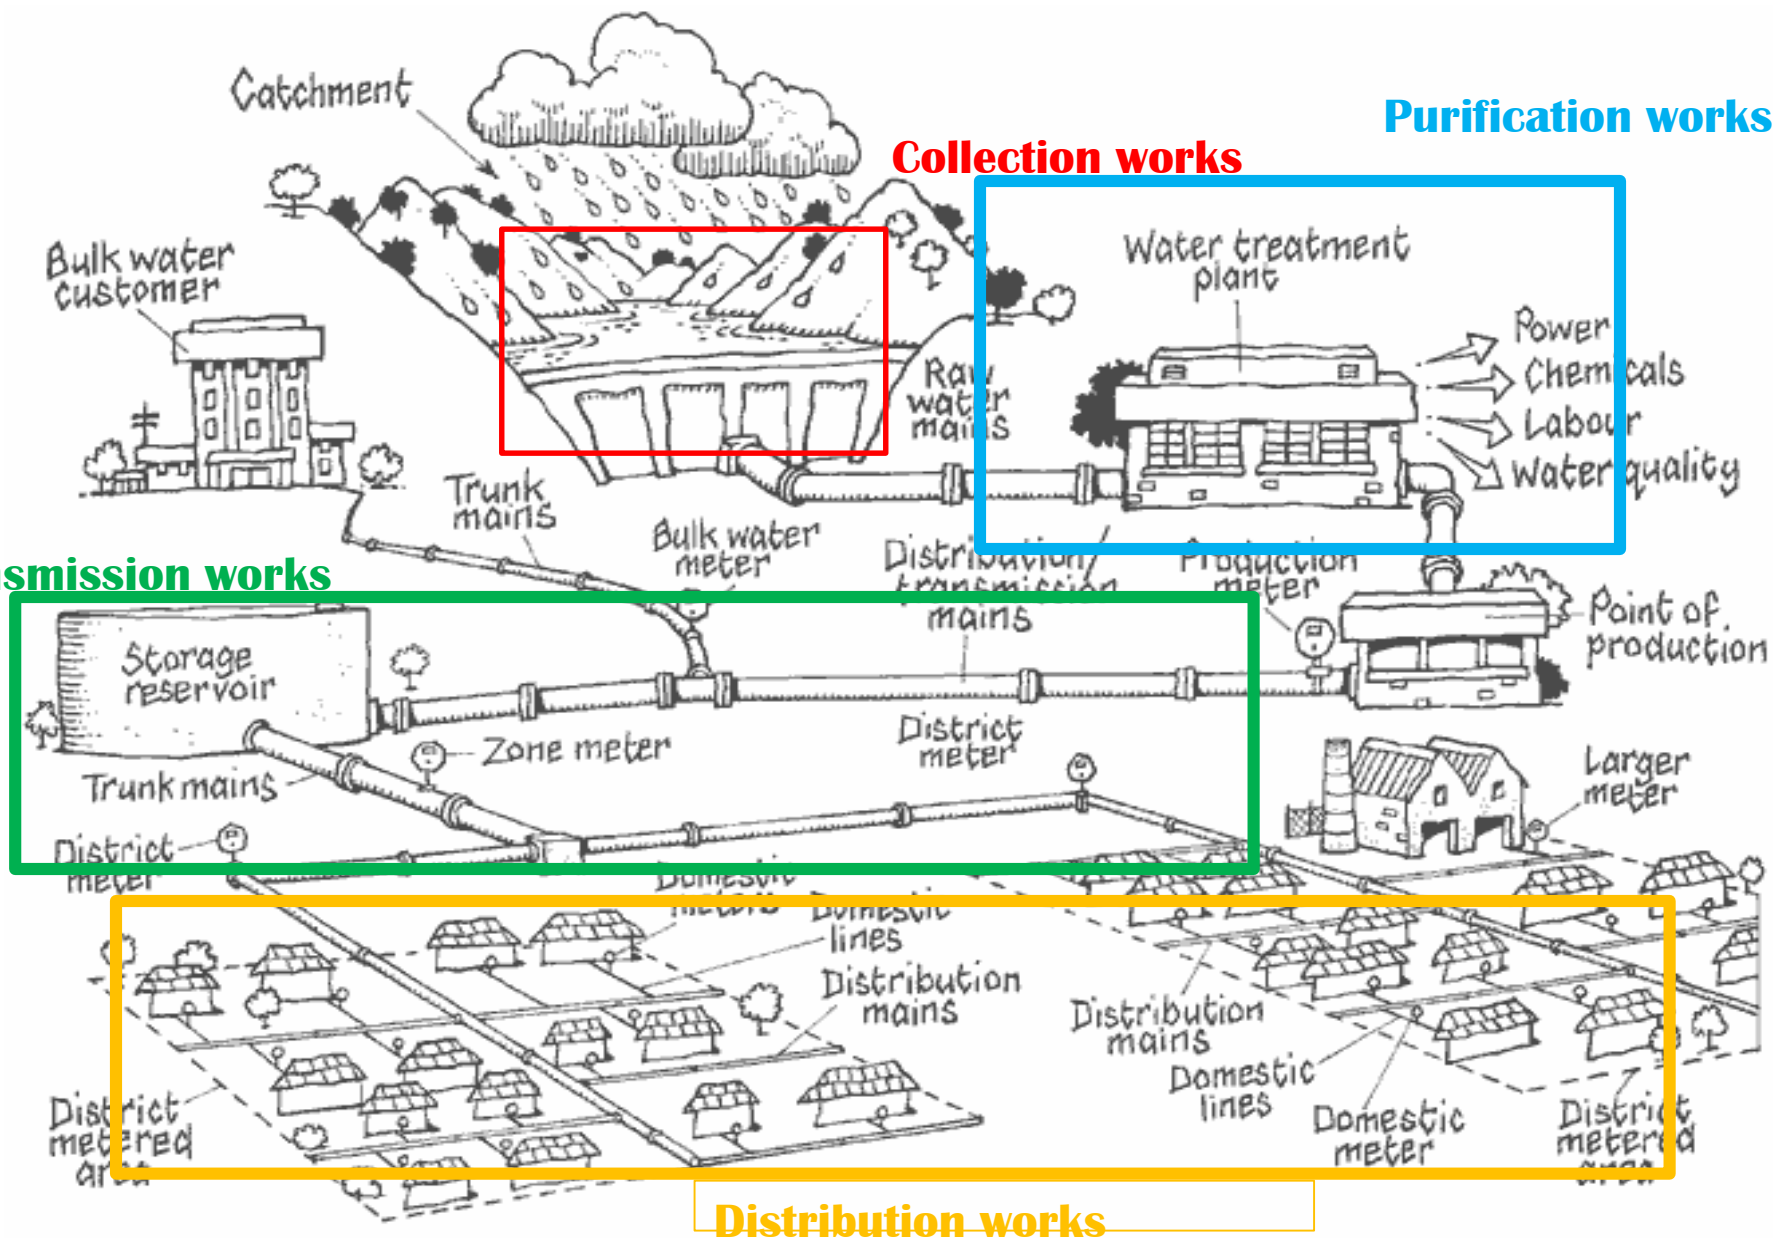 Catchment
Purification works
Collection works
Bulk water
customer
Water treatment
plant
Power
Chemicals
Labour
Water quality
Raw
water
mains
Trunk
mains
Bulk water
meter
Distribution/
transmission
mains
Production
meter
smission works
Point of
production
Storage
reservoir
Zone meter
District
meter
Trunk mains
Larger
meter
District
meter
Domestic
meters
Domestic
lines
Distribution
mains
Distribution
mains
Domestic
lines
Domestic
meter
District
metered
area
District
metered
area
Distribution works